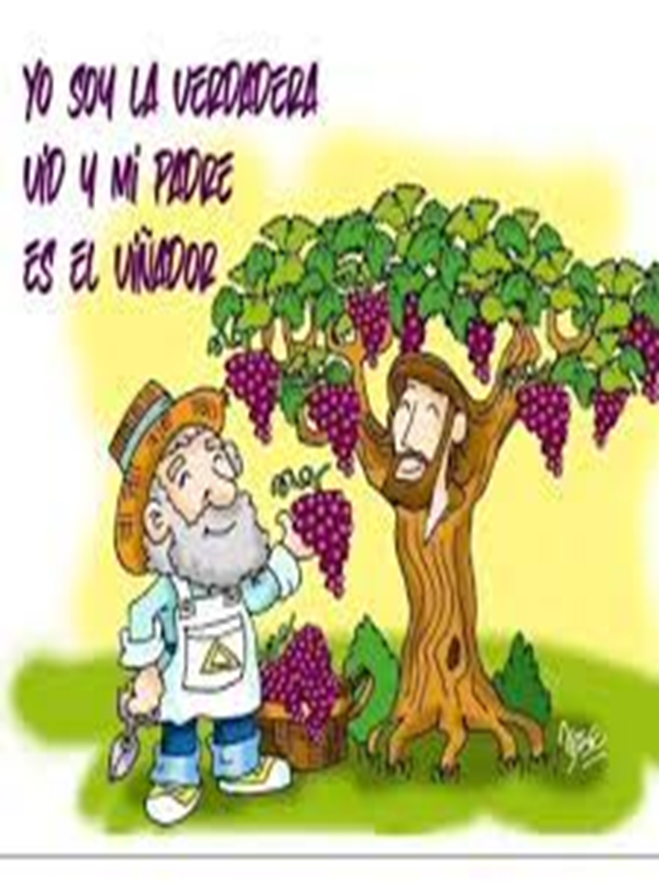 YO SOY LA VERDADERA
VID Y Mi PADRE
ES EL ViÑADOR